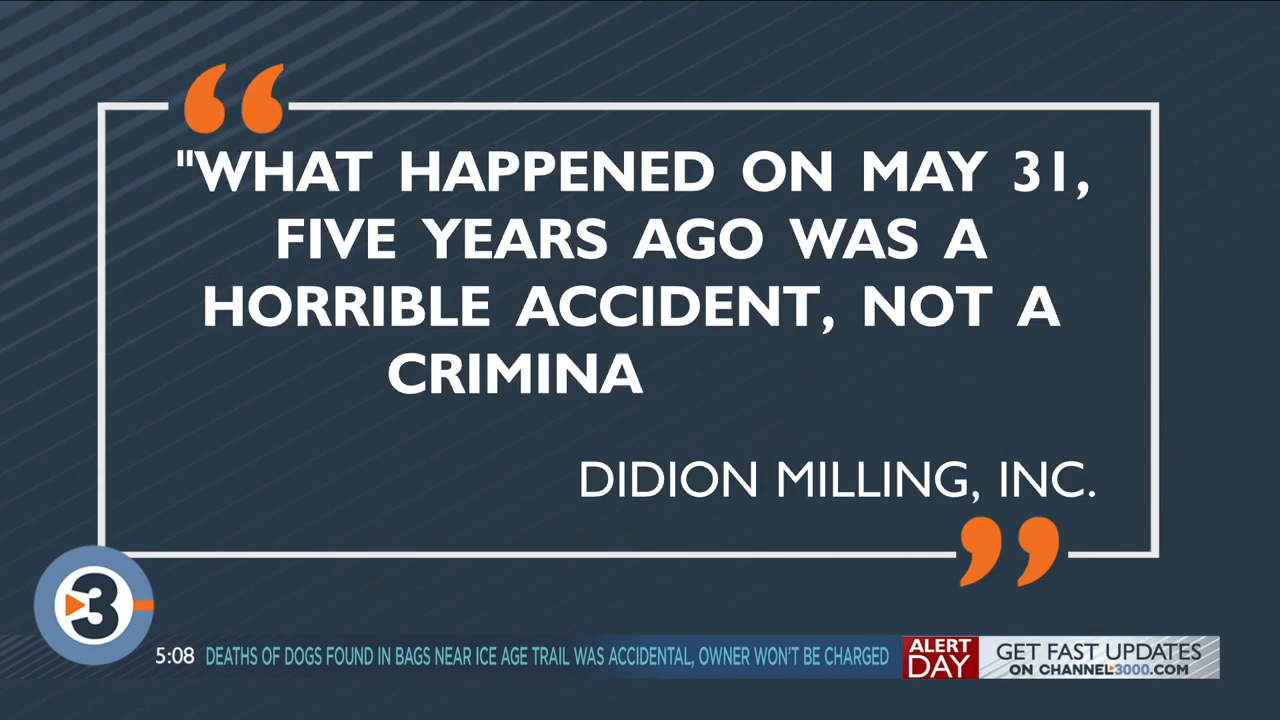 "WHAT HAPPENED ON MAY 31,
FIVE YEARS AGO WAS A
HORRIBLE ACCIDENT, NOT A
CRIMINA
DIDION MILLING, INC.
3
5:08 DEATHS OF DOGS FOUND IN BAGS NEAR ICE AGE TRAIL WAS ACCIDENTAL, OWNER WON'T BE CHARGED
ALERT
DAY
GET FAST UPDATES
ON CHANNEL3000.COM